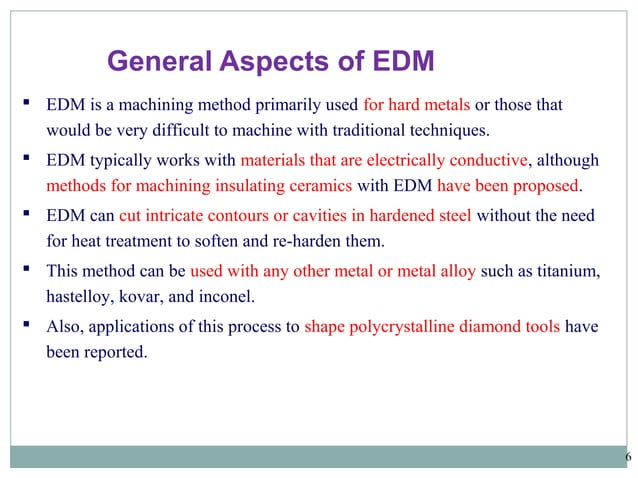 General Aspects of EDM
▪ EDM is a machining method primarily used for hard metals or those that
would be very difficult to machine with traditional techniques.
▪ EDM typically works with materials that are electrically conductive, although
methods for machining insulating ceramics with EDM have been proposed.
▪ EDM can cut intricate contours or cavities in hardened steel without the need
for heat treatment to soften and re-harden them.
▪ This method can be used with any other metal or metal alloy such as titanium,
hastelloy, kovar, and inconel.
▪ Also, applications of this process to shape polycrystalline diamond tools have
been reported.
6